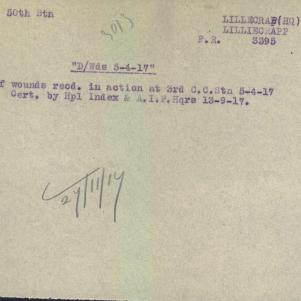 50th Btn LILLECRAP(HQ)
3013 LILLIECRAPP
F.R. 3395
"D/Wds 5-4-17"
f wounds recd. in action at 3rd C.C.Stn 5-4-17
Cert. by Hpl Index & A.I.F.Hqrs 13-9-17.
27/11/17